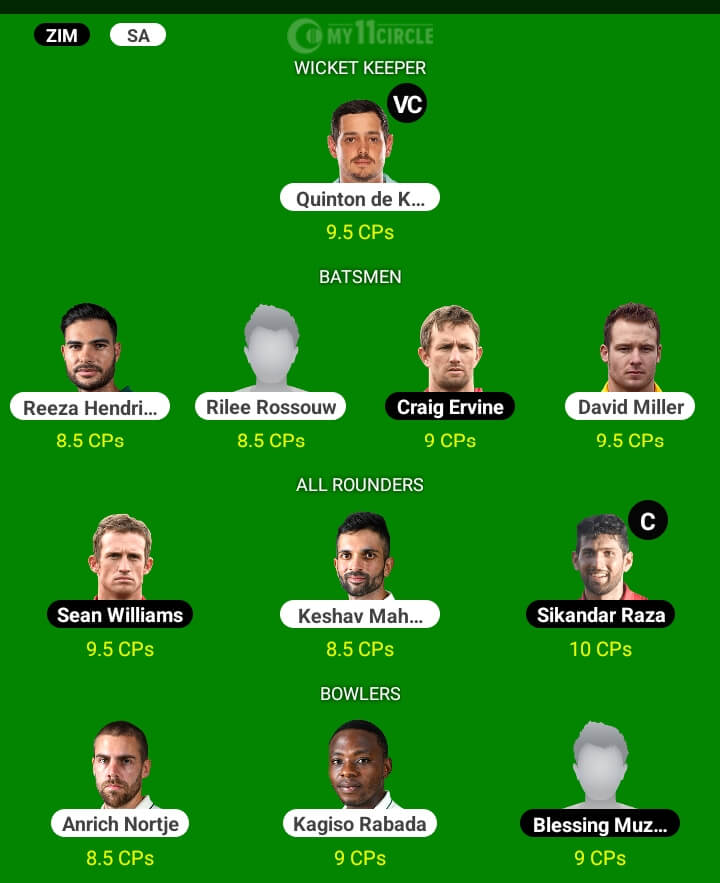 ZIM SA MY11CIRCLE
WICKET KEEPER
VC
Quinton de K...
9.5 CPs
BATSMEN
Reeza Hendri... Rilee Rossouw Craig Ervine David Miller
8.5 CPs 8.5 CPs 9 CPs 9.5 CPs
ALL ROUNDERS
C
Sean Williams Keshav Mah... Sikandar Raza
9.5 CPs 8.5 CPs 10 CPs
BOWLERS
Anrich Nortje Kagiso Rabada Blessing Muz...
8.5 CPs 9 CPs 9 CPs